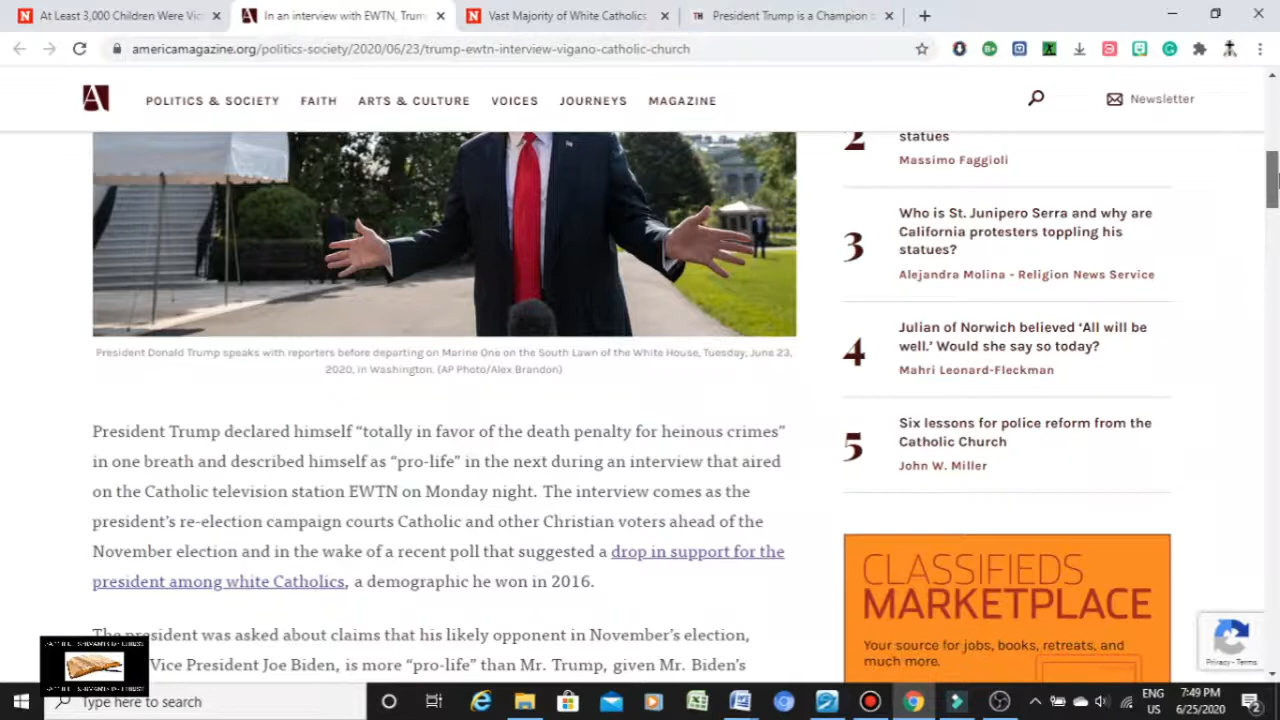 At Least 3,000 Children Were Vic
In an interview with EWTN, Trum
Vast Majority of White Catholics
TH President Trump is a Champion
americamagazine.org/politics-society/2020/06/23/trump-ewtn-interview-vigano-catholic-church
A POLITICS & SOCIETY FAITH ARTS & CULTURE VOICES JOURNEYS MAGAZINE Newsletter
President Donald Trump speaks with reporters before departing on Marine One on the South Lawn of the White House, Tuesday, June 23,
2020, in Washington. (AP Photo/Alex Brandon)
President Trump declared himself “totally in favor of the death penalty for heinous crimes”
in one breath and described himself as “pro-life” in the next during an interview that aired
on the Catholic television station EWTN on Monday night. The interview comes as the
president’s re-election campaign courts Catholic and other Christian voters ahead of the
November election and in the wake of a recent poll that suggested a drop in support for the
president among white Catholics, a demographic he won in 2016.
The president was asked about claims that his likely opponent in November’s election,
Vice President Joe Biden, is more “pro-life” than Mr. Trump, given Mr. Biden’s
2
statues
Massimo Faggioli
3
Who is St. Junipero Serra and why are
California protesters toppling his
statues?
Alejandra Molina - Religion News Service
4
Julian of Norwich believed ‘All will be
well.’ Would she say so today?
Mahri Leonard-Fleckman
5
Six lessons for police reform from the
Catholic Church
John W. Miller
CLASSIFIEDS
MARKETPLACE
Your source for jobs, books, retreats, and
much more.
Privacy - Terms
Type here to search
ENG
US
7:49 PM
6/25/2020
2